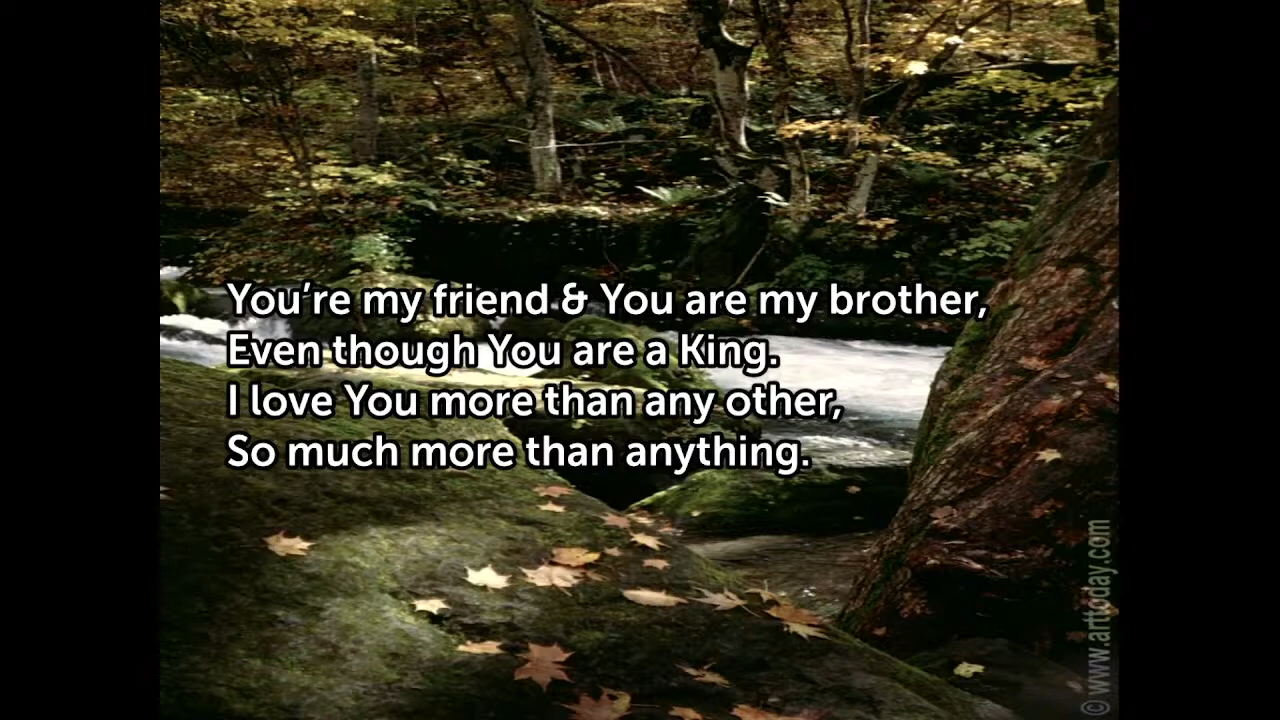 You're my friend & You are my brother,
Even though You are a King.
I love You more than any other,
So much more than anything.
© www.arttoday.com